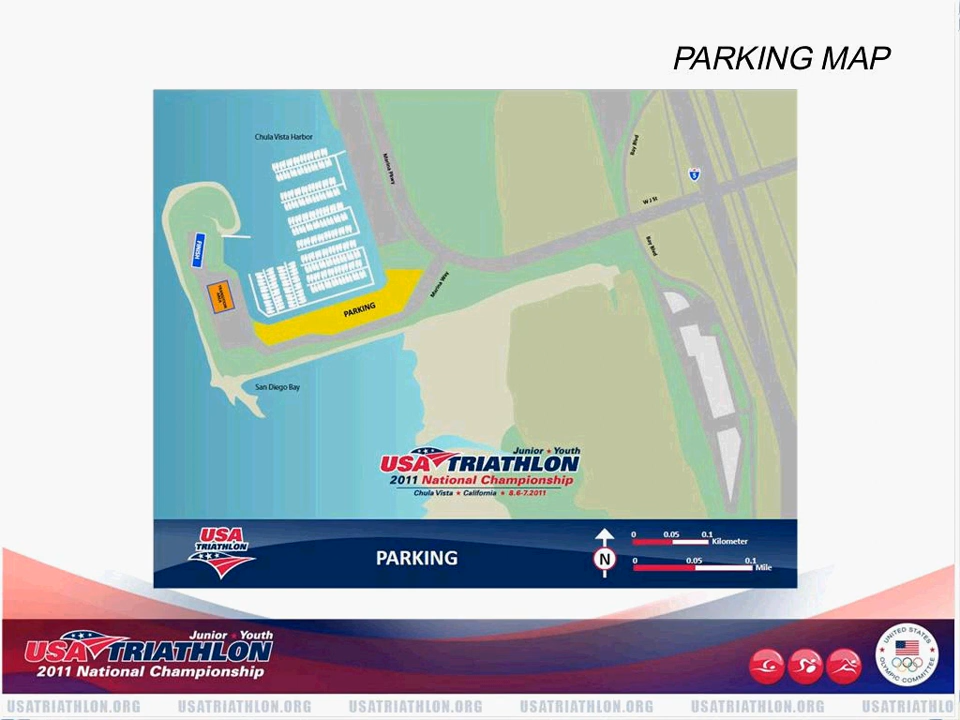 PARKING MAP
Chula Vista Harbor
Marina Pkwy
Bay Blvd
5
W J St
Bay Blvd
FINISH
Marina Way
TRANSITION
AREA
PARKING
San Diego Bay
Junior ★ Youth
USA TRIATHLON
2011 National Championship
Chula Vista ★ California ★ 8.6-7.2011
USA
TRIATHLON
PARKING
N
0 0.05 0.1
Kilometer
0 0.05 0.1
Mile
Junior ★ Youth
USA TRIATHLON
2011 National Championship
UNITED STATES
OLYMPIC COMMITTEE
USATRIATHLON.ORG USATRIATHLON.ORG USATRIATHLON.ORG USATRIATHLON.ORG USATRIATHLON.ORG USATRIATHLO